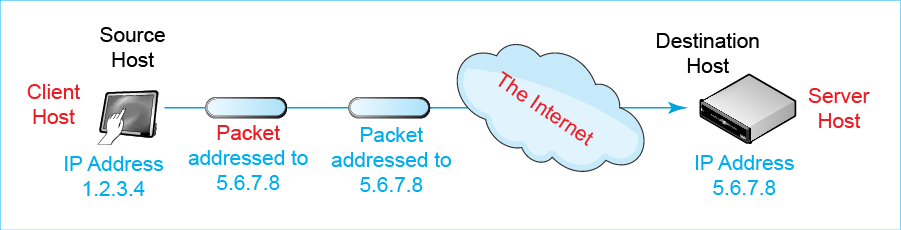 Source
Host
Client
Host
IP Address
1.2.3.4
Packet
addressed to
5.6.7.8
Packet
addressed to
5.6.7.8
The Internet
Destination
Host
Server
Host
IP Address
5.6.7.8